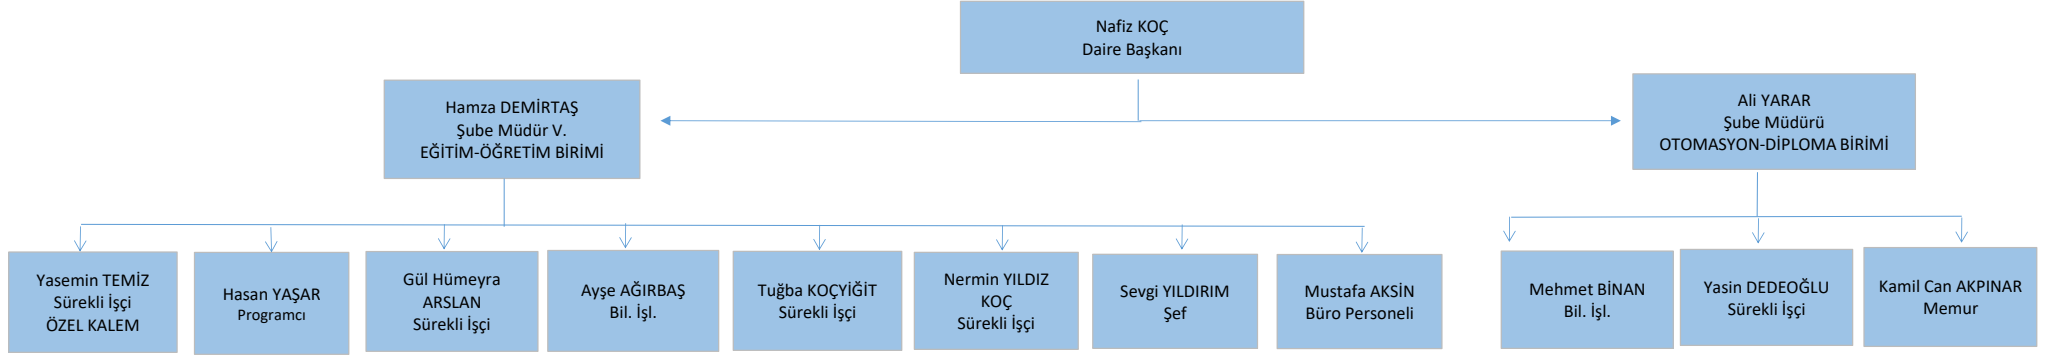 Nafiz KOÇ
Daire Başkanı
Hamza DEMİRTAŞ
Şube Müdür V.
EĞİTİM-ÖĞRETİM BİRİMİ
Ali YARAR
Şube Müdürü
OTOMASYON-DİPLOMA BİRİMİ
Yasemin TEMİZ
Sürekli İşçi
ÖZEL KALEM
Hasan YAŞAR
Programcı
Gül Hümeyra
ARSLAN
Sürekli İşçi
Ayşe AĞIRBAŞ
Bil. İşl.
Tuğba KOÇYİĞİT
Sürekli İşçi
Nermin YILDIZ
KOÇ
Sürekli İşçi
Sevgi YILDIRIM
Şef
Mustafa AKSİN
Büro Personeli
Mehmet BİNAN
Bil. İşl.
Yasin DEDEOĞLU
Sürekli İşçi
Kamil Can AKPINAR
Memur